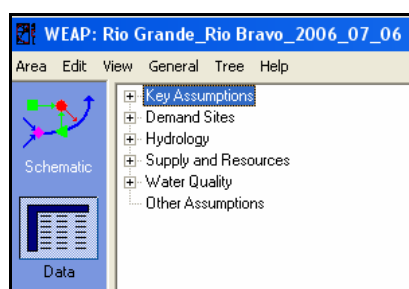 WEAP: Rio Grande_Rio Bravo_2006_07_06
Area Edit View General Tree Help
Key Assumptions
Demand Sites
Hydrology
Supply and Resources
Water Quality
Other Assumptions
Schematic
Data